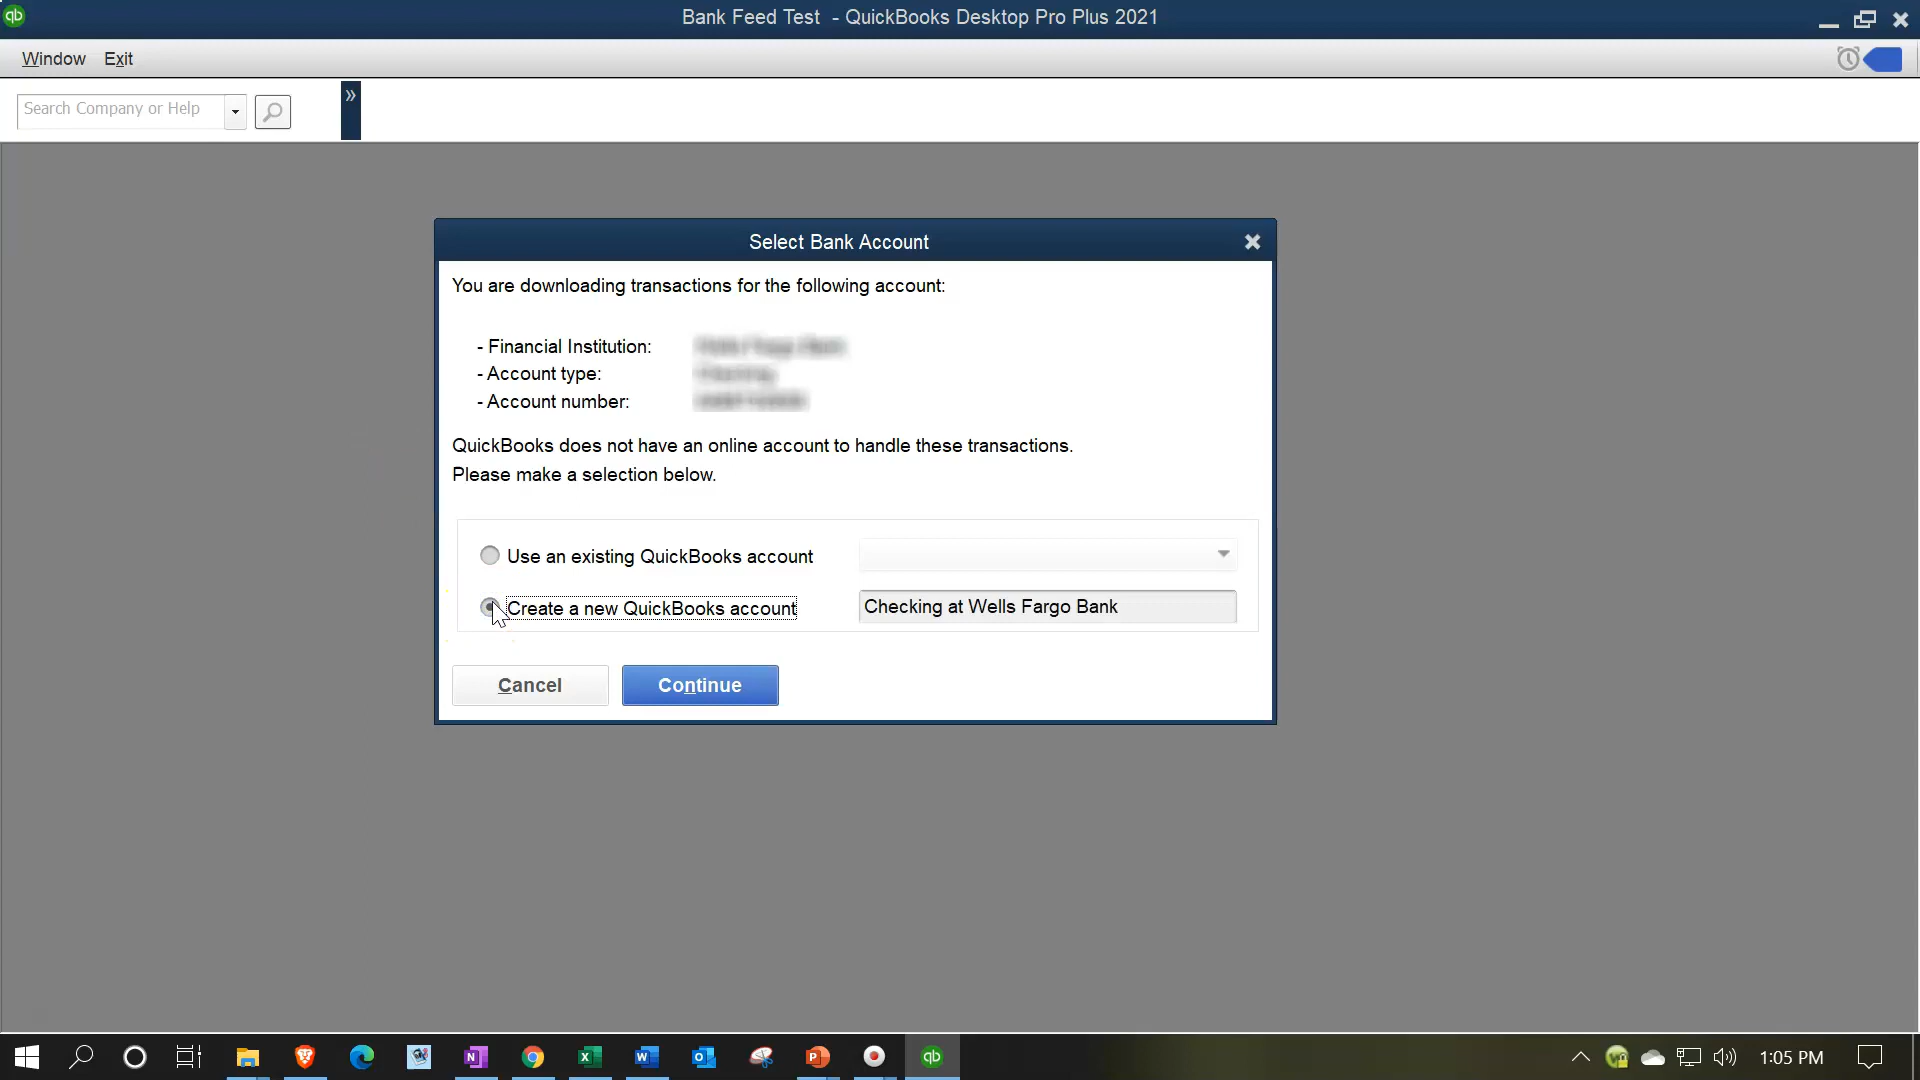 qb
Bank Feed Test - QuickBooks Desktop Pro Plus 2021
Window Exit
Search Company or Help
»
Select Bank Account
You are downloading transactions for the following account:
- Financial Institution:
- Account type:
- Account number:
QuickBooks does not have an online account to handle these transactions.
Please make a selection below.
Use an existing QuickBooks account
Create a new QuickBooks account Checking at Wells Fargo Bank
Cancel Continue
N X W O P qb 1:05 PM